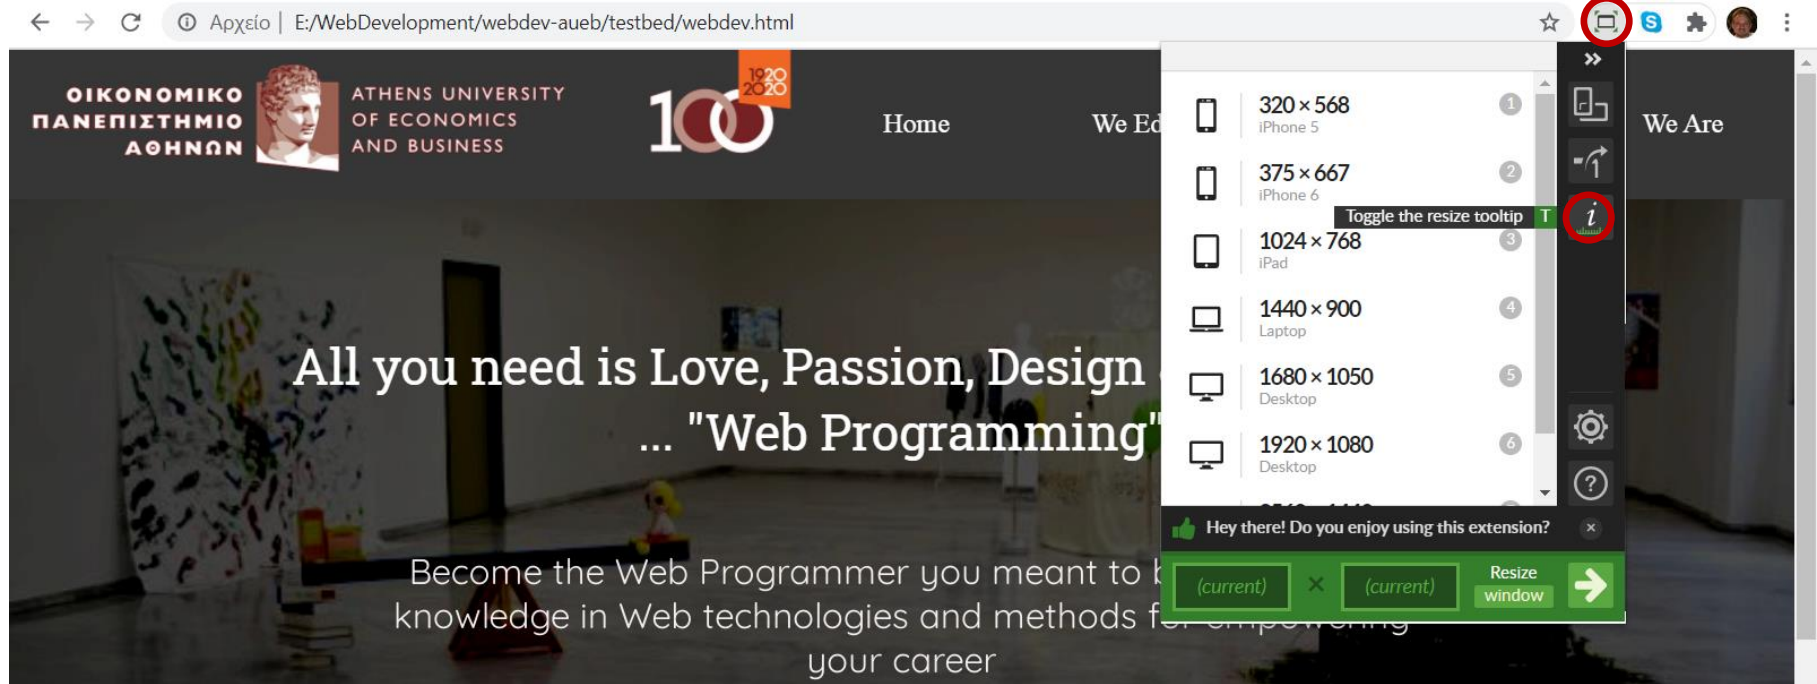 Αρχείο | E:/WebDevelopment/webdev-aueb/testbed/webdev.html
ΟΙΚΟΝΟΜΙΚΟ
ΠΑΝΕΠΙΣΤΗΜΙΟ
ΑΘΗΝΩΝ
ATHENS UNIVERSITY
OF ECONOMICS
AND BUSINESS
100
1920
2020
Home
We Ed
We Are
320 × 568
1
iPhone 5
375 × 667
2
iPhone 6
Toggle the resize tooltip T
1024 × 768
3
iPad
1440 × 900
4
Laptop
1680 × 1050
5
Desktop
1920 × 1080
6
Desktop
Hey there! Do you enjoy using this extension?
(current) × (current)
Resize
window
All you need is Love, Passion, Design
... "Web Programming"
Become the Web Programmer you meant to
knowledge in Web technologies and methods for empowering
your career